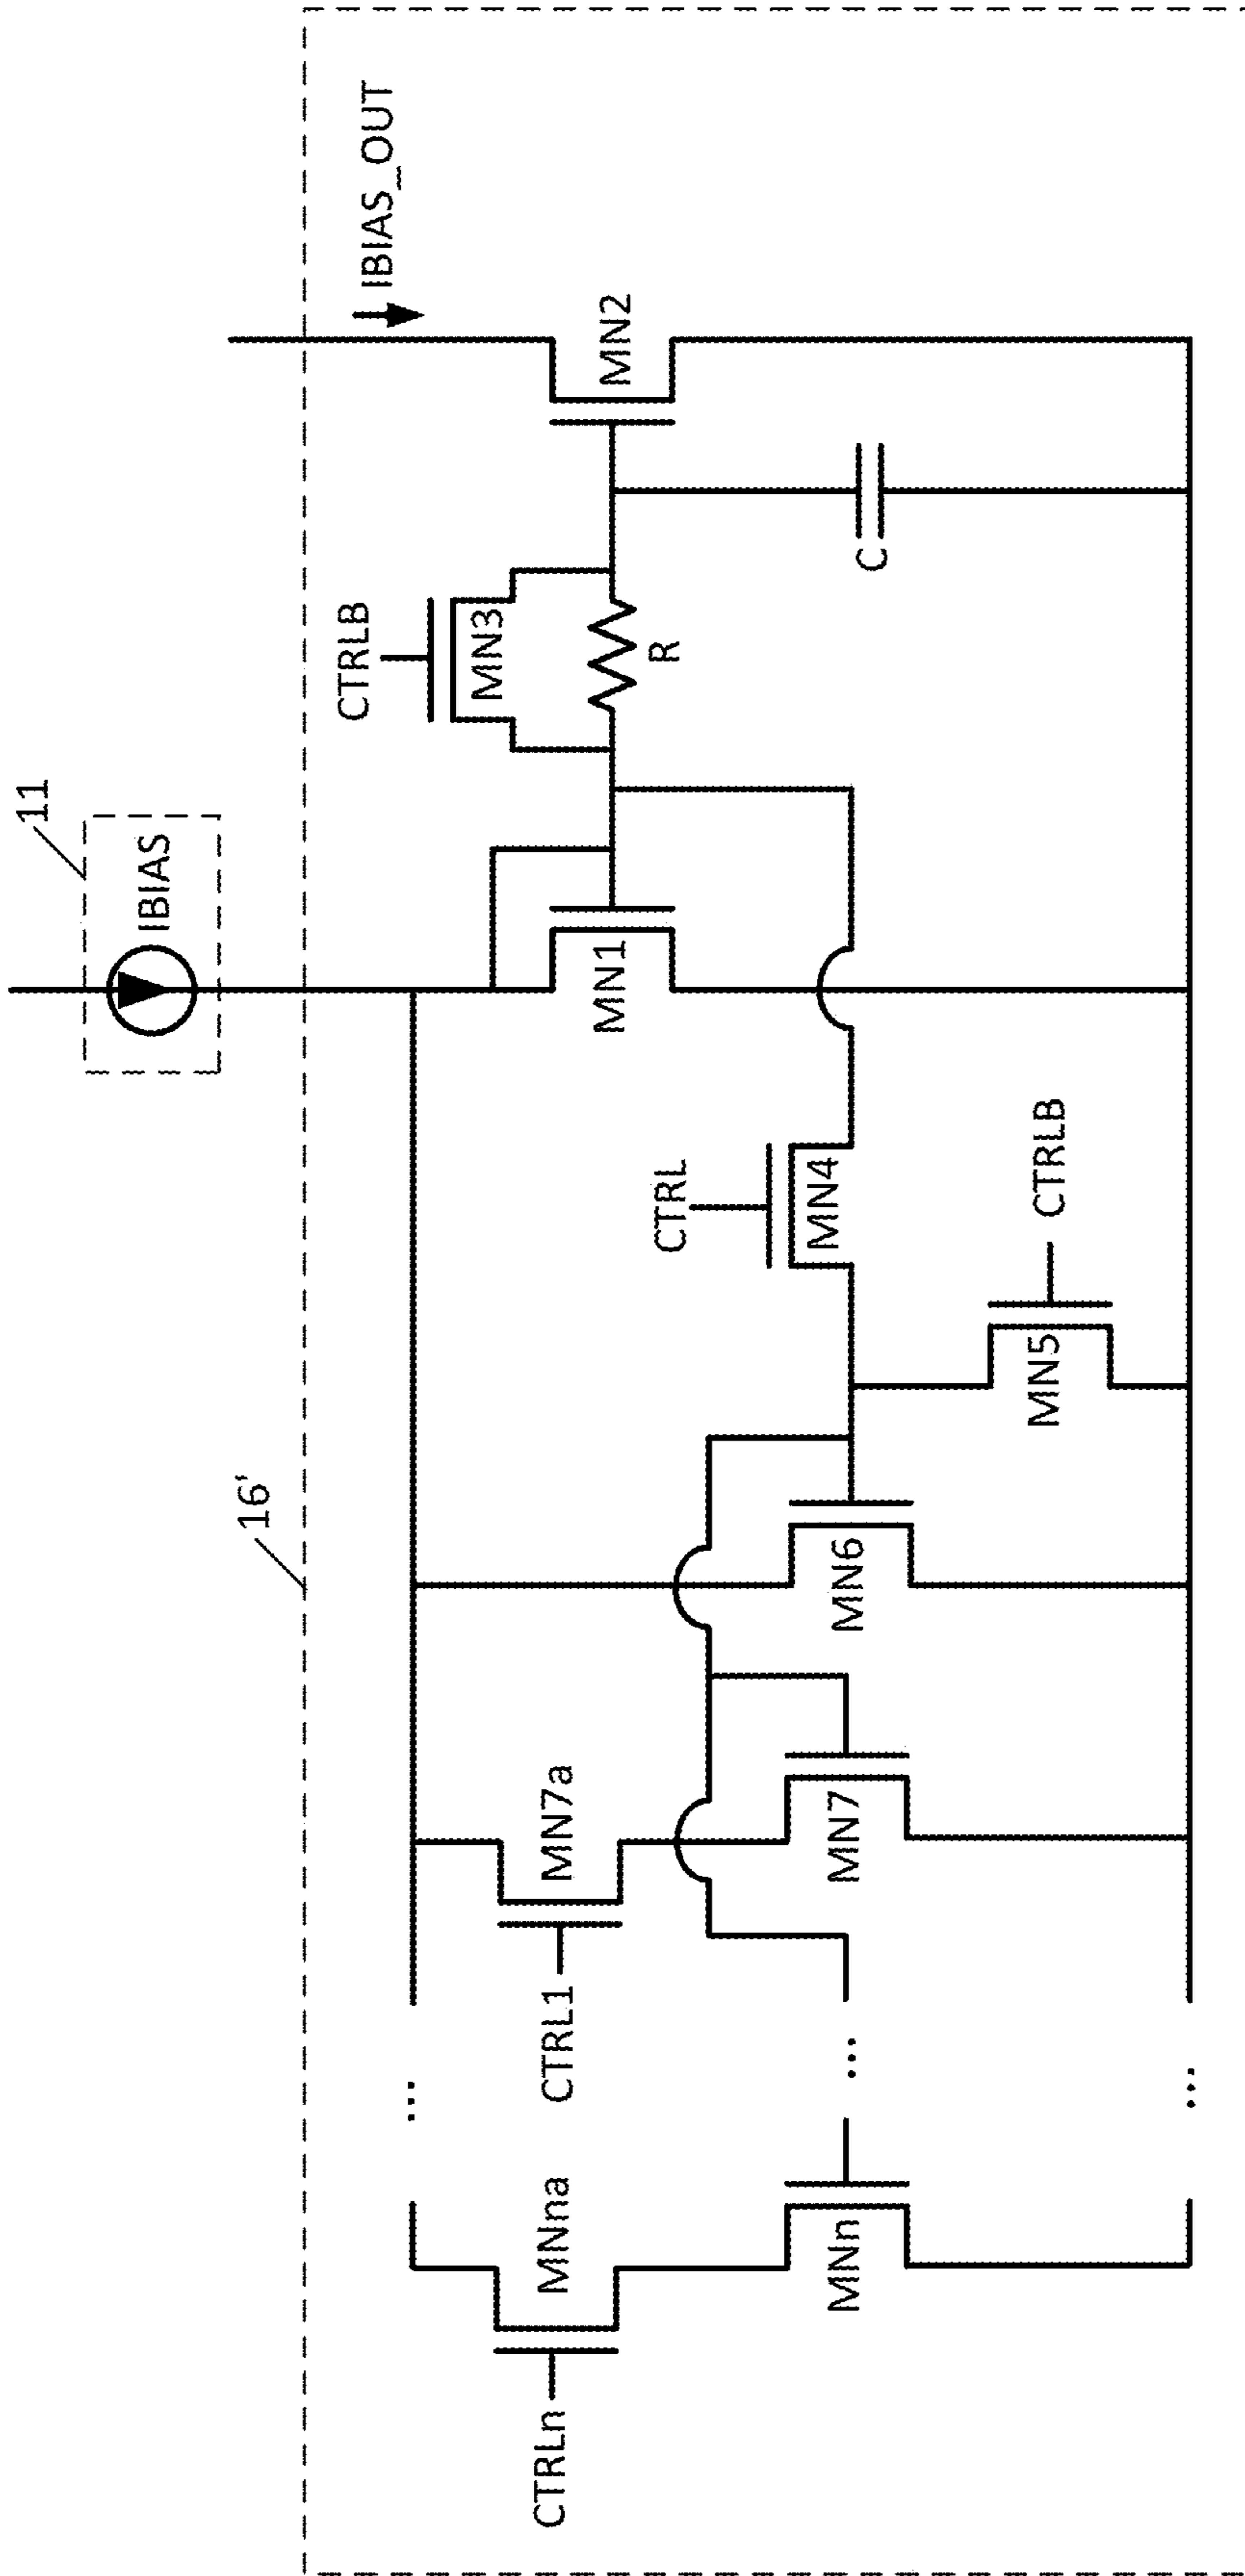 11
IBIAS
16'
IBIAS_OUT
CTRLB
MN3
R
MN2
MN1
C
CTRL
MN4
CTRLB
MN5
MN6
MN7a
CTRL1
MN7
...
...
...
MNna
CTRLn
MNn